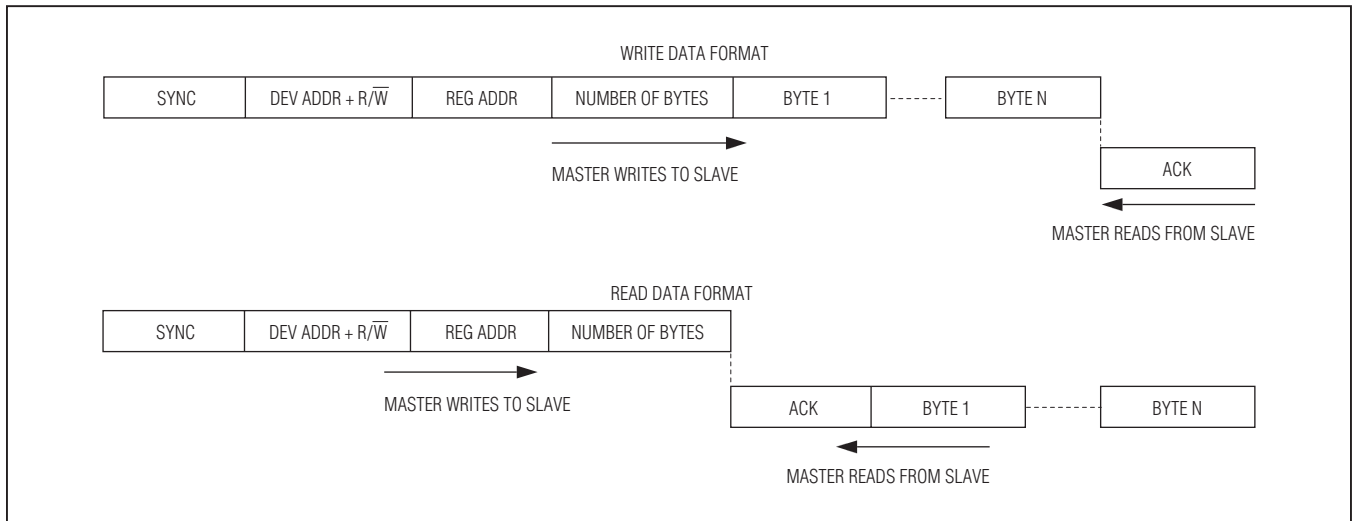 WRITE DATA FORMAT
SYNC DEV ADDR + R/W̅ REG ADDR NUMBER OF BYTES BYTE 1 BYTE N
ACK
MASTER WRITES TO SLAVE
MASTER READS FROM SLAVE
READ DATA FORMAT
SYNC DEV ADDR + R/W̅ REG ADDR NUMBER OF BYTES
MASTER WRITES TO SLAVE
ACK BYTE 1 BYTE N
MASTER READS FROM SLAVE